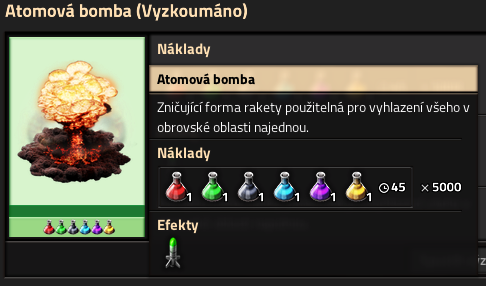 Atomová bomba (Vyzkoumáno)
Náklady
Atomová bomba
Zničující forma rakety použitelná pro vyhlazení všeho v
obrovské oblasti najednou.
Náklady
1 1 1 1 1 1 45 × 5000
Efekty